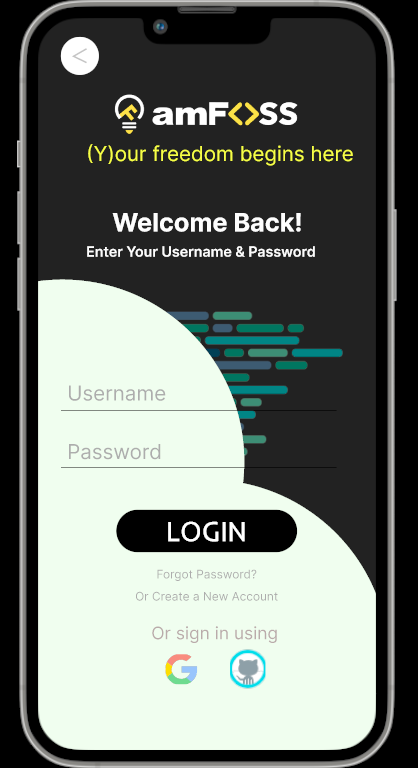 amF<>SS
(Y)our freedom begins here
Welcome Back!
Enter Your Username & Password
Username
Password
LOGIN
Forgot Password?
Or Create a New Account
Or sign in using